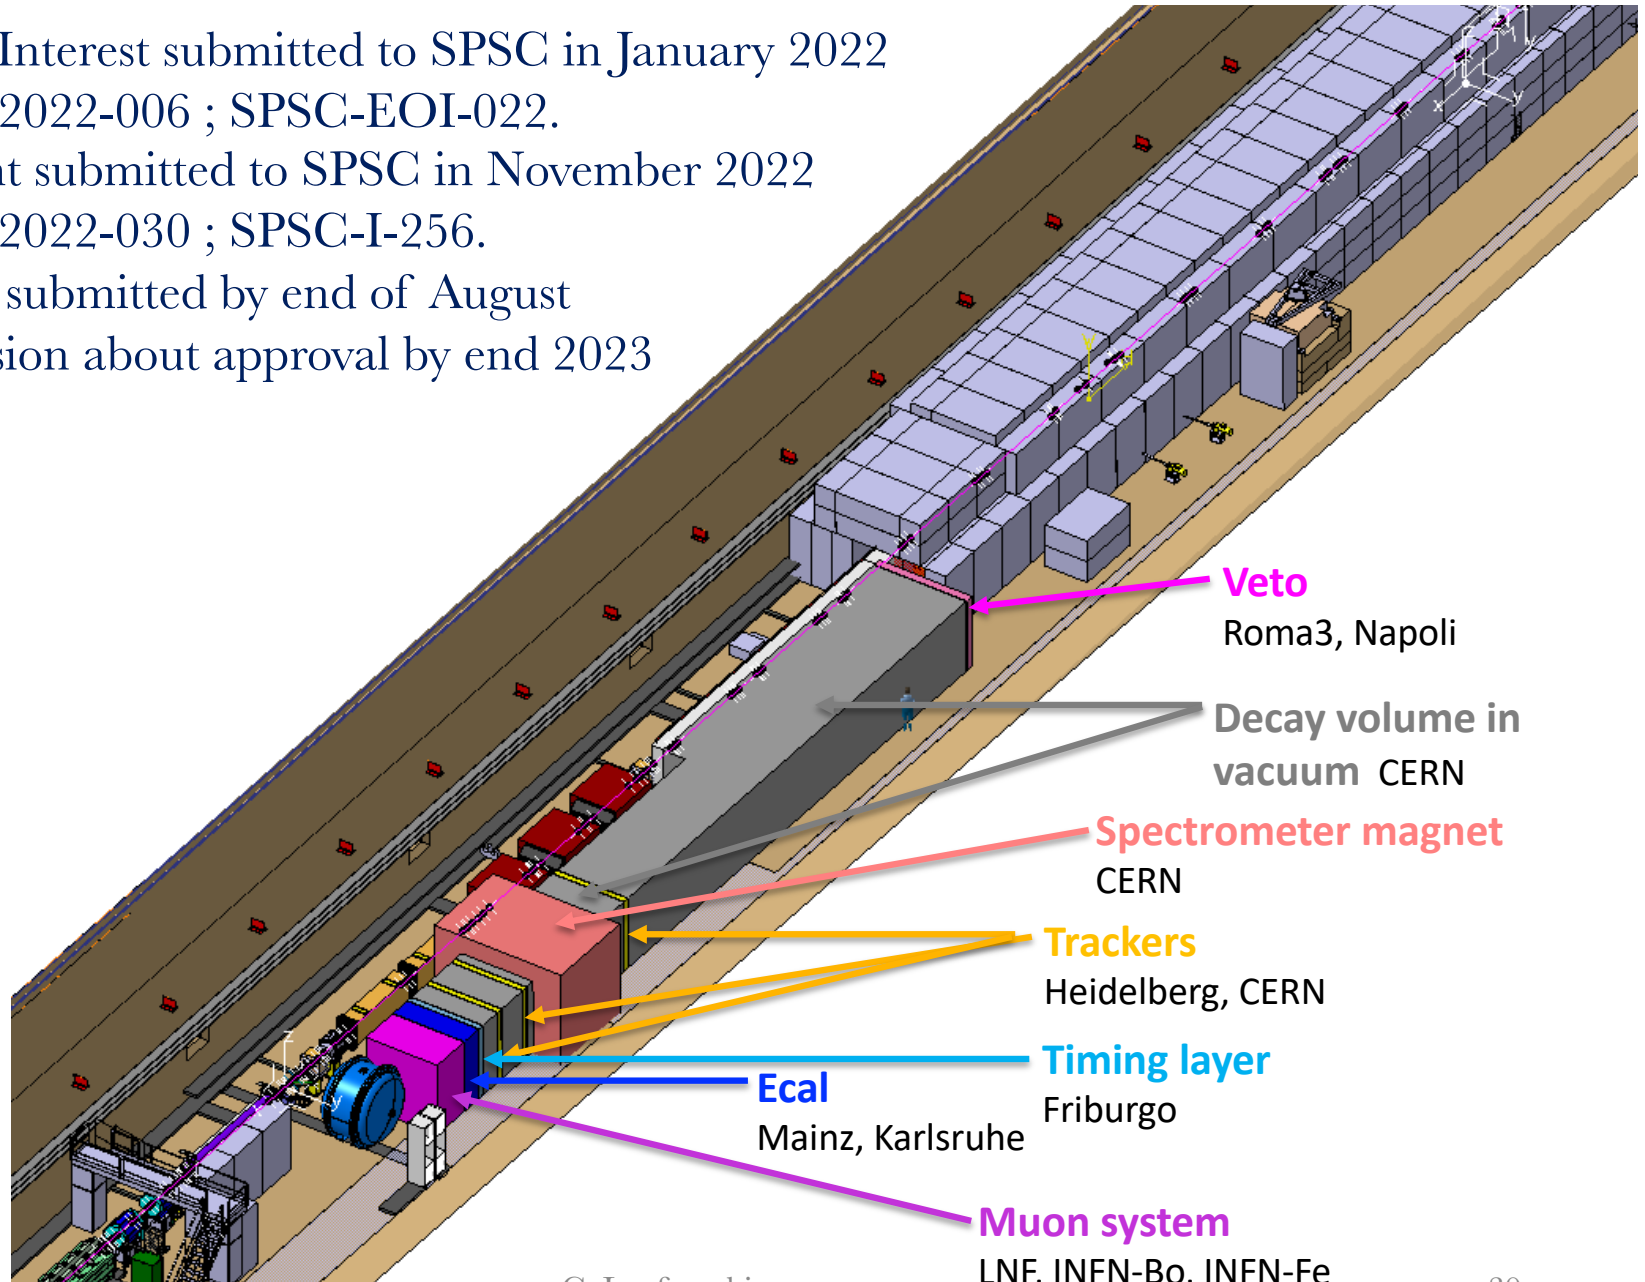 Interest submitted to SPSC in January 2022
2022-006 ; SPSC-EOI-022.
submitted to SPSC in November 2022
2022-030 ; SPSC-I-256.
submitted by end of August
about approval by end 2023
Veto
Roma3, Napoli
Decay volume in
vacuum CERN
Spectrometer magnet
CERN
Trackers
Heidelberg, CERN
Timing layer
Friburgo
Ecal
Mainz, Karlsruhe
Muon system
LNF, INFN-Bo, INFN-Fe